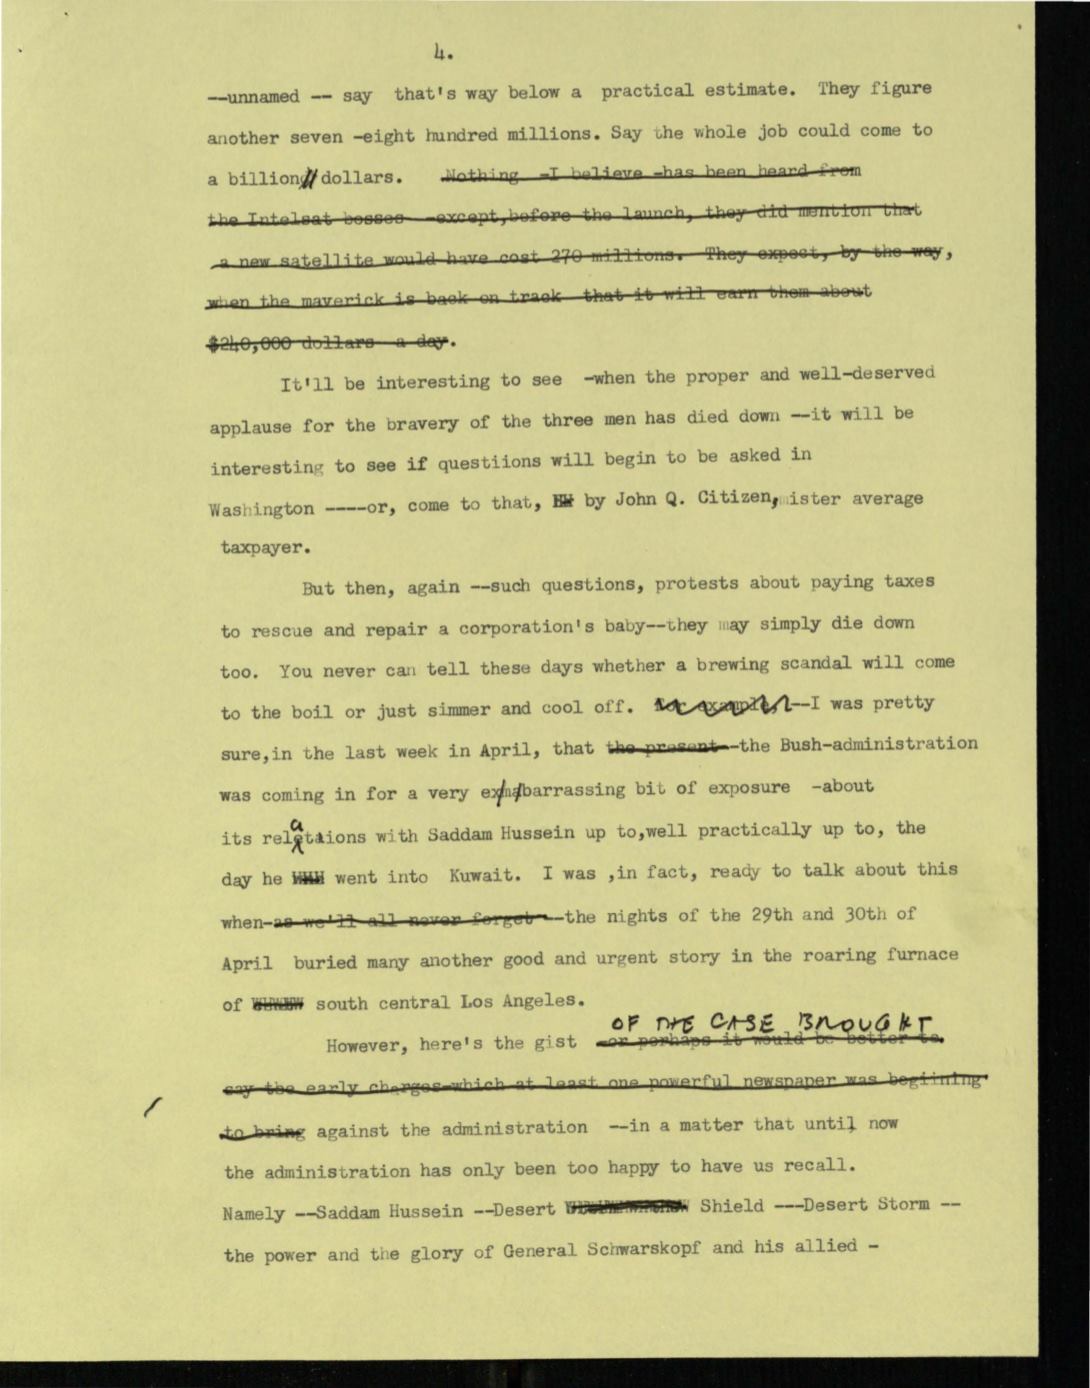 4.
--unnamed -- say that's way below a practical estimate. They figure
another seven -eight hundred millions. Say the whole job could come to
a billion dollars. Nothing -I believe -has been heard from
the Intelsat bosses -except,before the launch, they did mention that
a new satellite would have cost 270 millions. They expect, by the way,
when the maverick is back on track that it will earn them about
$240,000 dollars a day.
It'll be interesting to see -when the proper and well-deserved
applause for the bravery of the three men has died down --it will be
interesting to see if questiions will begin to be asked in
Washington ----or, come to that, by John Q. Citizen,mister average
taxpayer.
But then, again --such questions, protests about paying taxes
to rescue and repair a corporation's baby--they may simply die down
too. You never can tell these days whether a brewing scandal will come
to the boil or just simmer and cool off. for example, --I was pretty
sure,in the last week in April, that the present--the Bush-administration
was coming in for a very embarrassing bit of exposure -about
its relataions with Saddam Hussein up to,well practically up to, the
day he went into Kuwait. I was ,in fact, ready to talk about this
when-as we'll all never forget --the nights of the 29th and 30th of
April buried many another good and urgent story in the roaring furnace
of south central Los Angeles.
OF THE CASE BROUGHT
However, here's the gist -or perhaps it would be better to
say the early charges-which at least one powerful newspaper was begiining
to bring against the administration --in a matter that until now
the administration has only been too happy to have us recall.
Namely --Saddam Hussein --Desert Shield ---Desert Storm --
the power and the glory of General Schwarskopf and his allied -